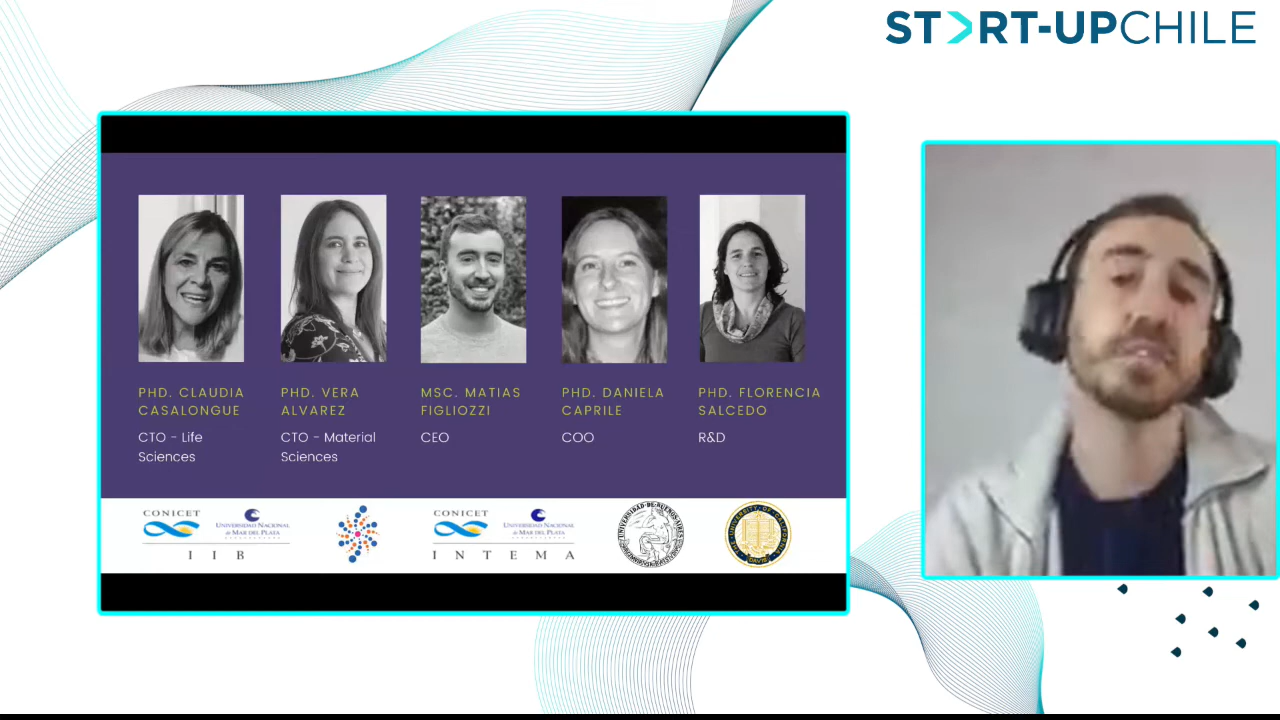 START-UPCHILE
PHD. CLAUDIA
CASALONGUE
CTO - Life
Sciences
PHD. VERA
ALVAREZ
CTO - Material
Sciences
MSC. MATIAS
FIGLIOZZI
CEO
PHD. DANIELA
CAPRILE
COO
PHD. FLORENCIA
SALCEDO
R&D
CONICET
UNIVERSIDAD NACIONAL
de MAR DEL PLATA
I I B
CONICET
UNIVERSIDAD NACIONAL
de MAR DEL PLATA
I N T E M A